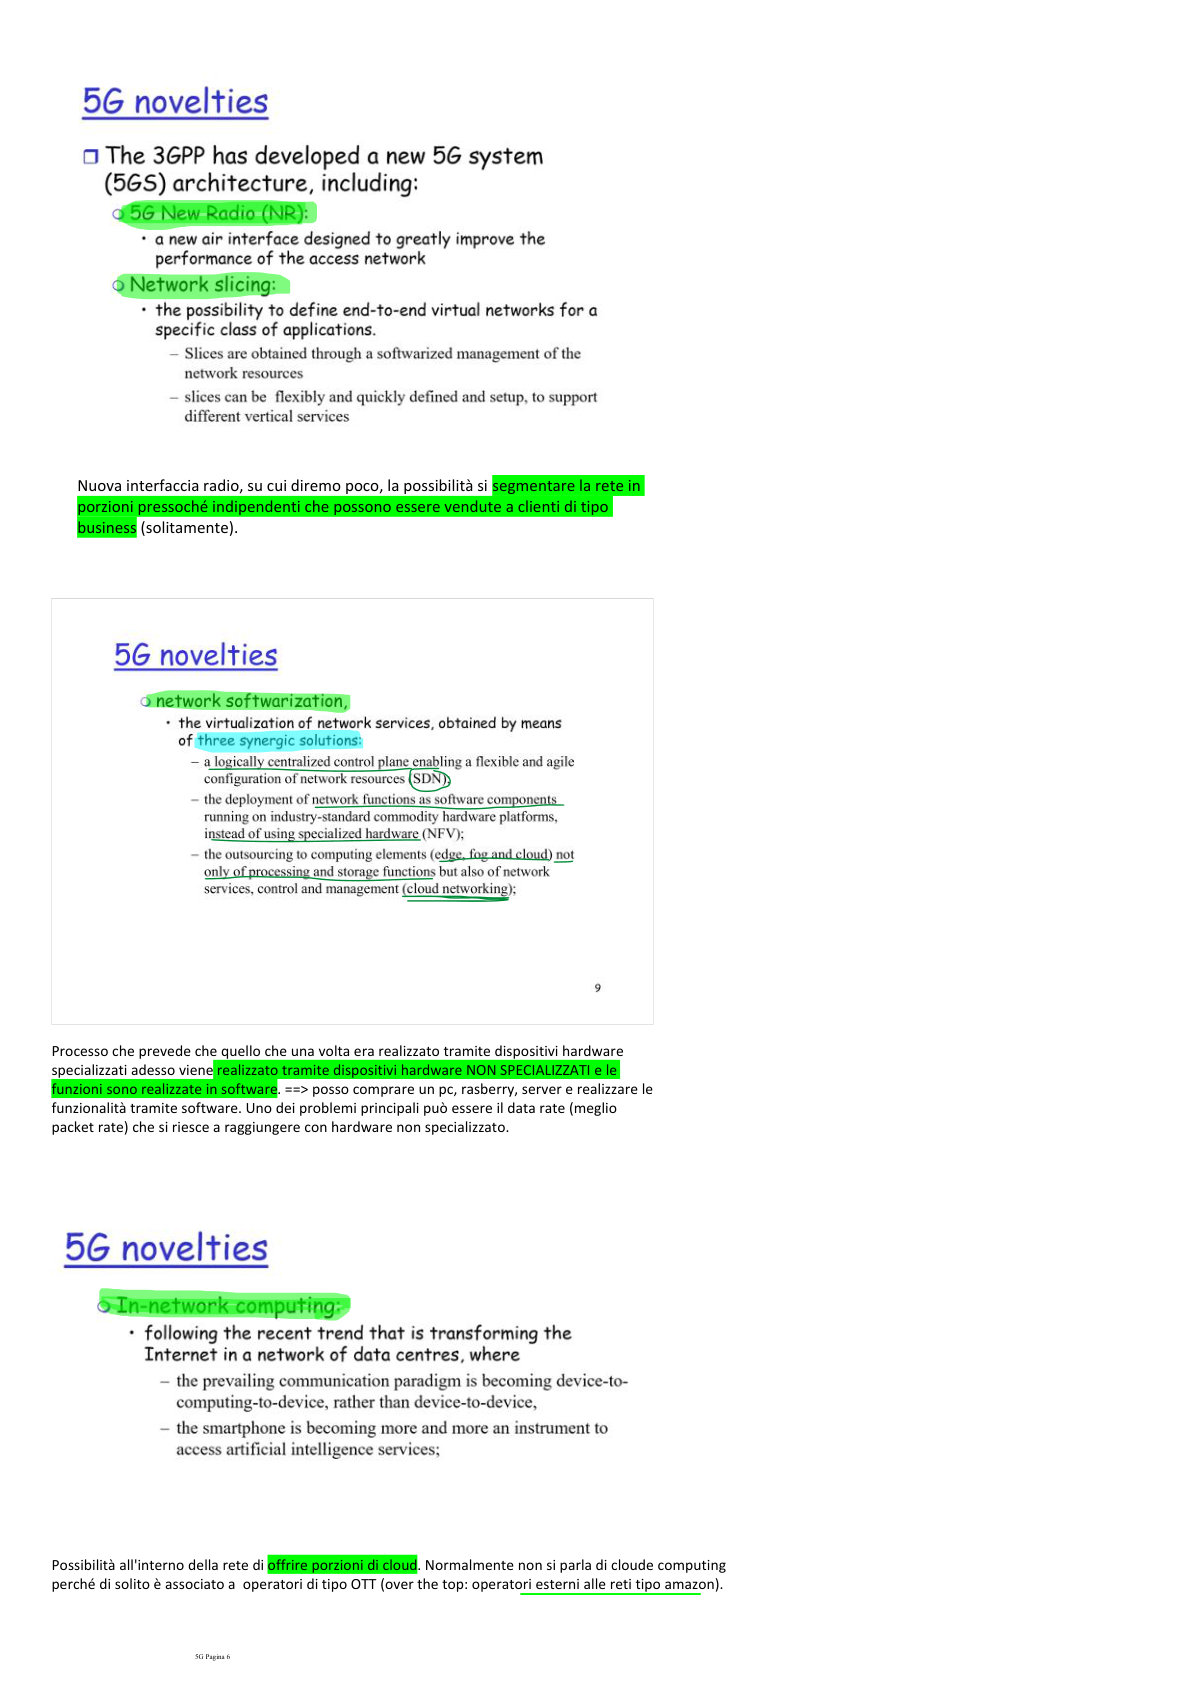 5G novelties
❒ The 3GPP has developed a new 5G system
(5GS) architecture, including:
○ 5G New Radio (NR):
• a new air interface designed to greatly improve the
performance of the access network
○ Network slicing:
• the possibility to define end-to-end virtual networks for a
specific class of applications.
– Slices are obtained through a softwarized management of the
network resources
– slices can be flexibly and quickly defined and setup, to support
different vertical services
Nuova interfaccia radio, su cui diremo poco, la possibilità si segmentare la rete in
porzioni pressoché indipendenti che possono essere vendute a clienti di tipo
business (solitamente).
5G novelties
○ network softwarization,
• the virtualization of network services, obtained by means
of three synergic solutions:
– a logically centralized control plane enabling a flexible and agile
configuration of network resources (SDN);
– the deployment of network functions as software components
running on industry-standard commodity hardware platforms,
instead of using specialized hardware (NFV);
– the outsourcing to computing elements (edge, fog and cloud) not
only of processing and storage functions but also of network
services, control and management (cloud networking);
9
Processo che prevede che quello che una volta era realizzato tramite dispositivi hardware
specializzati adesso viene realizzato tramite dispositivi hardware NON SPECIALIZZATI e le
funzioni sono realizzate in software. ==> posso comprare un pc, rasberry, server e realizzare le
funzionalità tramite software. Uno dei problemi principali può essere il data rate (meglio
packet rate) che si riesce a raggiungere con hardware non specializzato.
5G novelties
○ In-network computing:
• following the recent trend that is transforming the
Internet in a network of data centres, where
– the prevailing communication paradigm is becoming device-to-
computing-to-device, rather than device-to-device,
– the smartphone is becoming more and more an instrument to
access artificial intelligence services;
Possibilità all'interno della rete di offrire porzioni di cloud. Normalmente non si parla di cloude computing
perché di solito è associato a  operatori di tipo OTT (over the top: operatori esterni alle reti tipo amazon).
5G Pagina 6